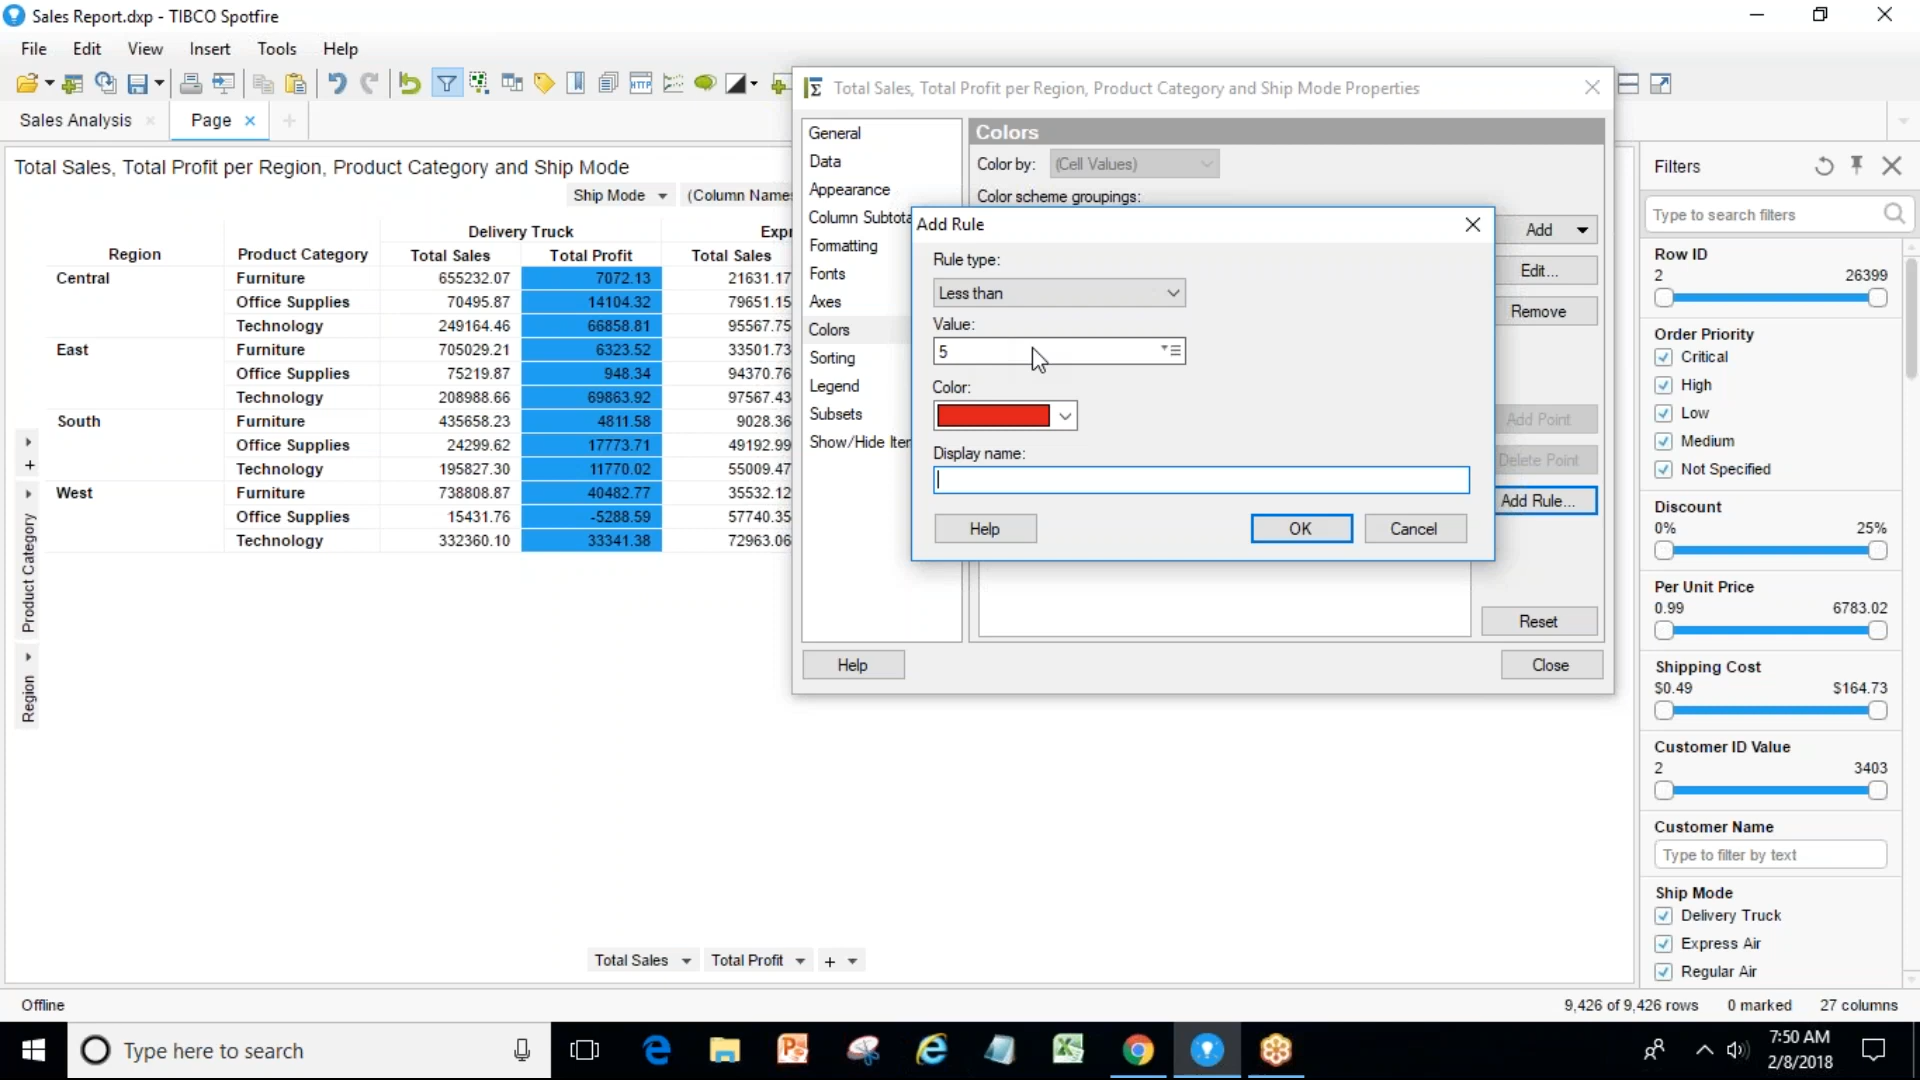 Sales Report.dxp - TIBCO Spotfire
File Edit View Insert Tools Help
Sales Analysis Page
Total Sales, Total Profit per Region, Product Category and Ship Mode
Ship Mode (Column Names
Delivery Truck Expr
Region Product Category Total Sales Total Profit Total Sales
Central Furniture 655232.07 7072.13 21631.17
Office Supplies 70495.87 14104.32 79651.15
Technology 249164.46 66858.81 95567.75
East Furniture 705029.21 6323.52 33501.73
Office Supplies 75219.87 948.34 94370.76
Technology 208988.66 69863.92 97567.43
South Furniture 435658.23 4811.58 9028.36
Office Supplies 24299.62 17773.71 49192.99
Technology 195827.30 11770.02 55009.47
West Furniture 738808.87 40482.77 35532.12
Office Supplies 15431.76 -5288.59 57740.35
Technology 332360.10 33341.38 72963.06
Product Category
Region
Total Sales Total Profit +
Total Sales, Total Profit per Region, Product Category and Ship Mode Properties
General
Data
Appearance
Column Subtota
Formatting
Fonts
Axes
Colors
Sorting
Legend
Subsets
Show/Hide Iter
Colors
Color by: (Cell Values)
Color scheme groupings:
Add
Edit...
Remove
Add Point
Delete Point
Add Rule...
Reset
Help Close
Add Rule
Rule type:
Less than
Value:
5
Color:
Display name:
Help OK Cancel
Filters
Type to search filters
Row ID
2 26399
Order Priority
Critical
High
Low
Medium
Not Specified
Discount
0% 25%
Per Unit Price
0.99 6783.02
Shipping Cost
$0.49 $164.73
Customer ID Value
2 3403
Customer Name
Type to filter by text
Ship Mode
Delivery Truck
Express Air
Regular Air
Offline 9,426 of 9,426 rows 0 marked 27 columns
Type here to search
7:50 AM
2/8/2018